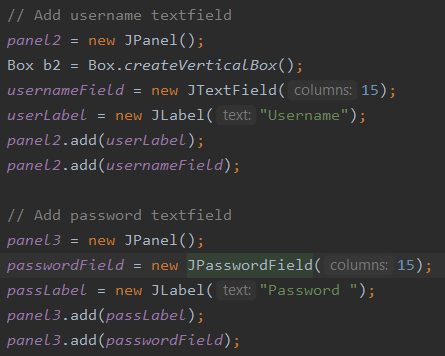 // Add username textfield
panel2 = new JPanel();
Box b2 = Box.createVerticalBox();
usernameField = new JTextField( columns: 15);
userLabel = new JLabel( text: "Username");
panel2.add(userLabel);
panel2.add(usernameField);
// Add password textfield
panel3 = new JPanel();
passwordField = new JPasswordField( columns: 15);
passLabel = new JLabel( text: "Password ");
panel3.add(passLabel);
panel3.add(passwordField);